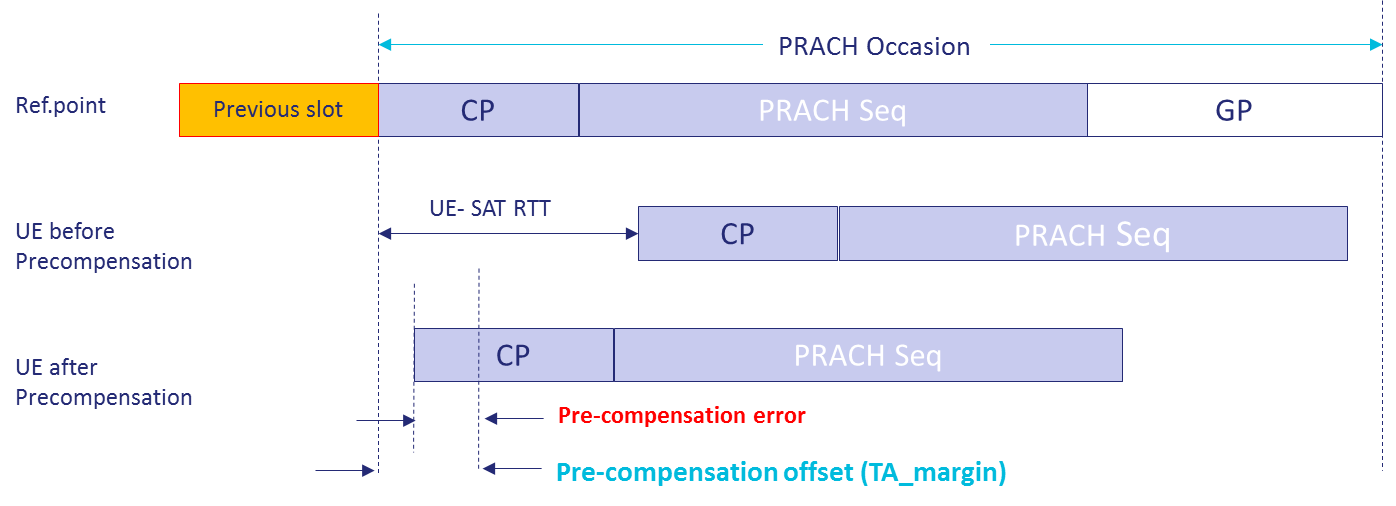 PRACH Occasion
Ref.point
Previous slot
CP
PRACH Seq
GP
UE- SAT RTT
UE before
Precompensation
CP
PRACH Seq
UE after
Precompensation
CP
PRACH Seq
Pre-compensation error
Pre-compensation offset (TA_margin)